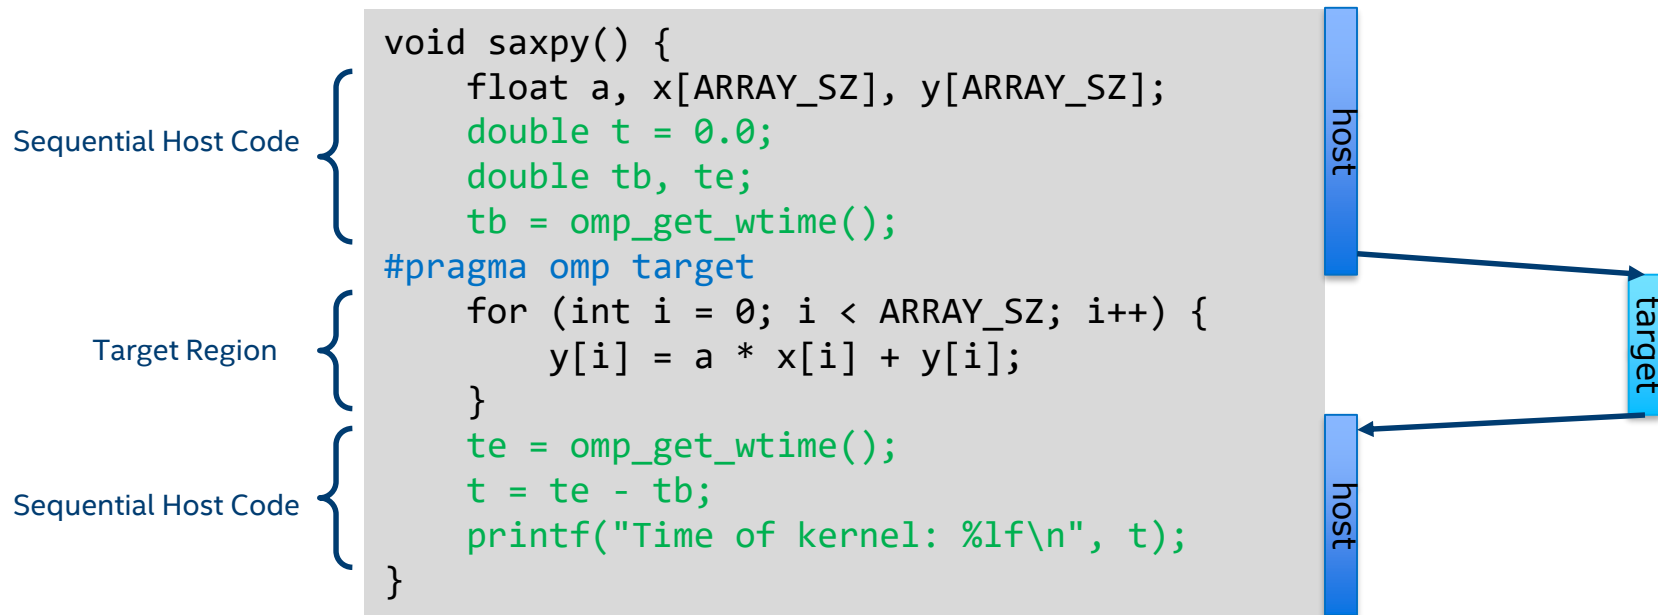 void saxpy() {
float a, x[ARRAY_SZ], y[ARRAY_SZ];
Sequential Host Code
double t = 0.0;
double tb, te;
tb = omp_get_wtime();
#pragma omp target
for (int i = 0; i < ARRAY_SZ; i++) {
Target Region
y[i] = a * x[i] + y[i];
}
te = omp_get_wtime();
Sequential Host Code
t = te - tb;
printf("Time of kernel: %lf\n", t);
}
host
target
host